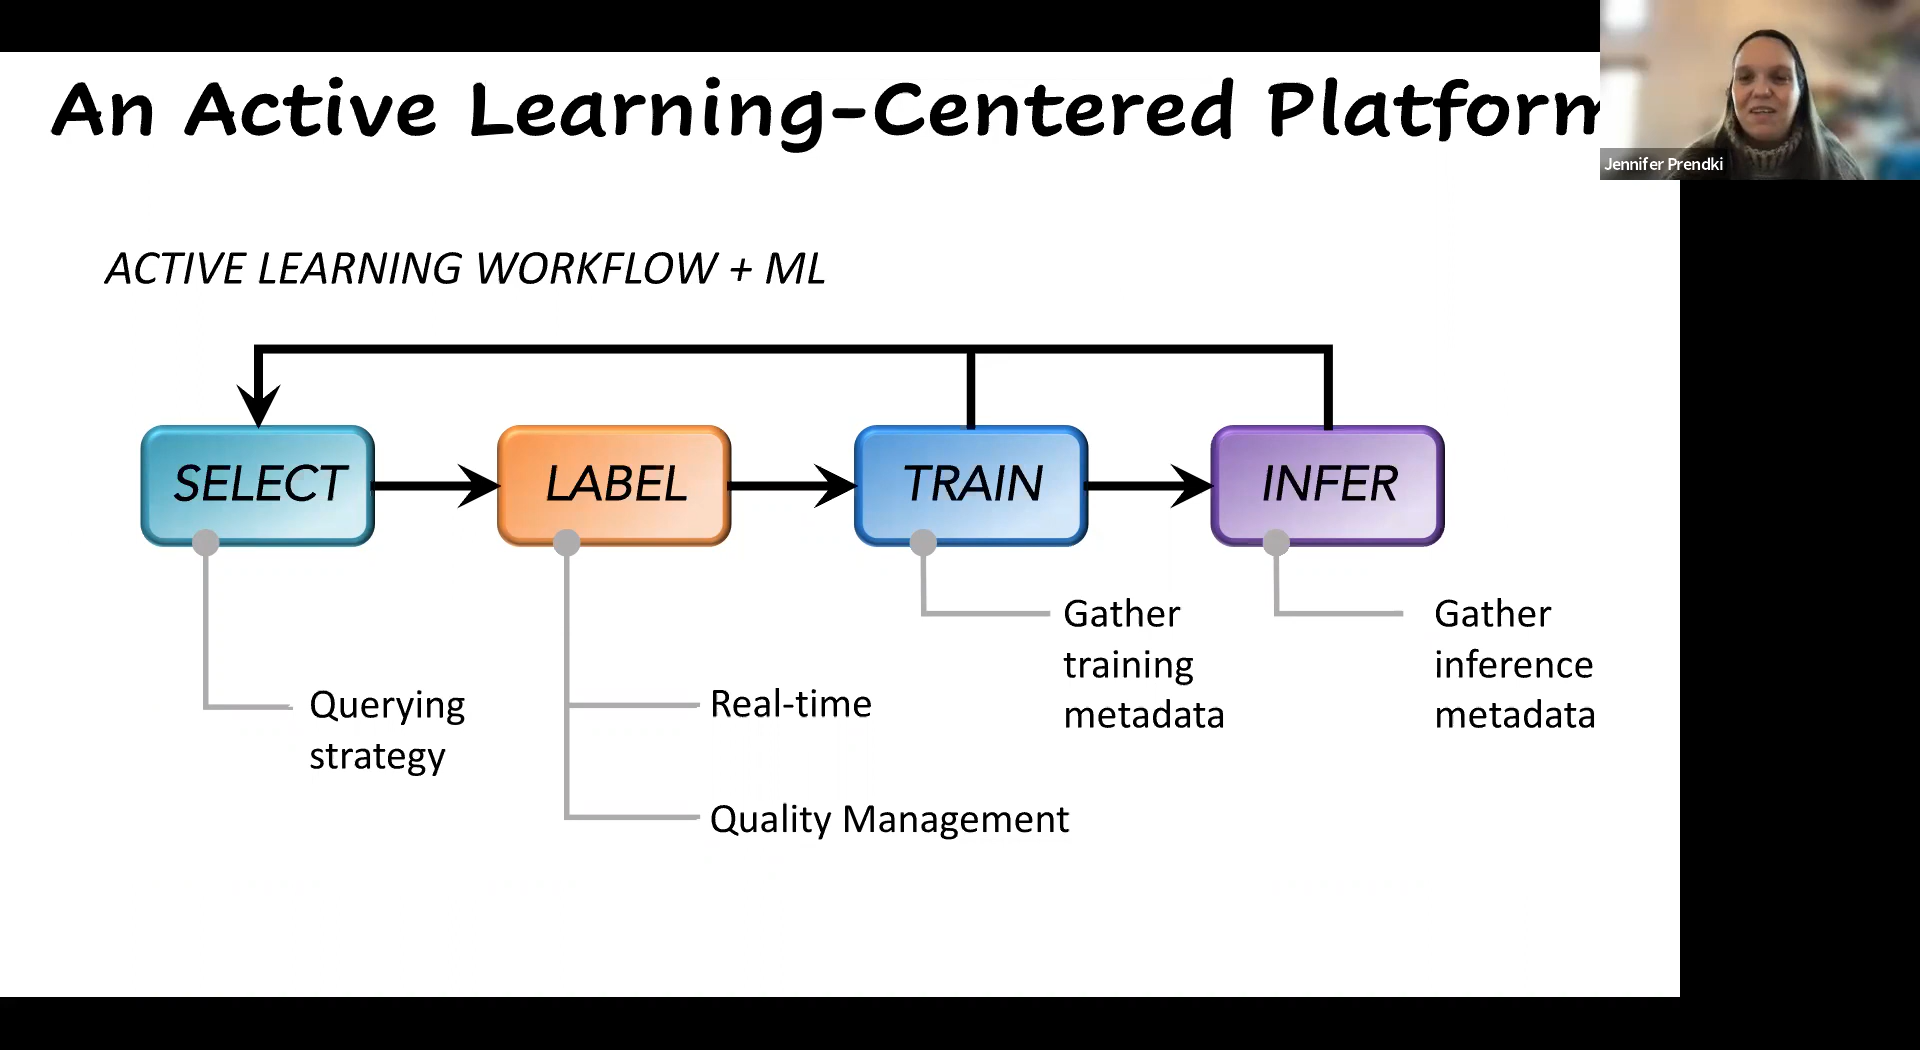 An Active Learning-Centered Platform
Jennifer Prendki
ACTIVE LEARNING WORKFLOW + ML
SELECT
LABEL
TRAIN
INFER
Querying
strategy
Real-time
Quality Management
Gather
training
metadata
Gather
inference
metadata